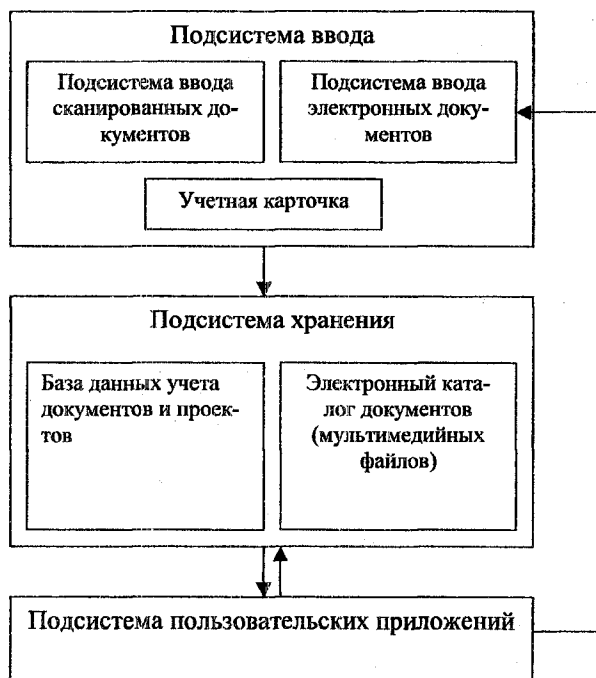 Подсистема ввода
Подсистема ввода
сканированных до-
кументов
Подсистема ввода
электронных доку-
ментов
Учетная карточка
Подсистема хранения
База данных учета
документов и проек-
тов
Электронный ката-
лог документов
(мультимедийных
файлов)
Подсистема пользовательских приложений